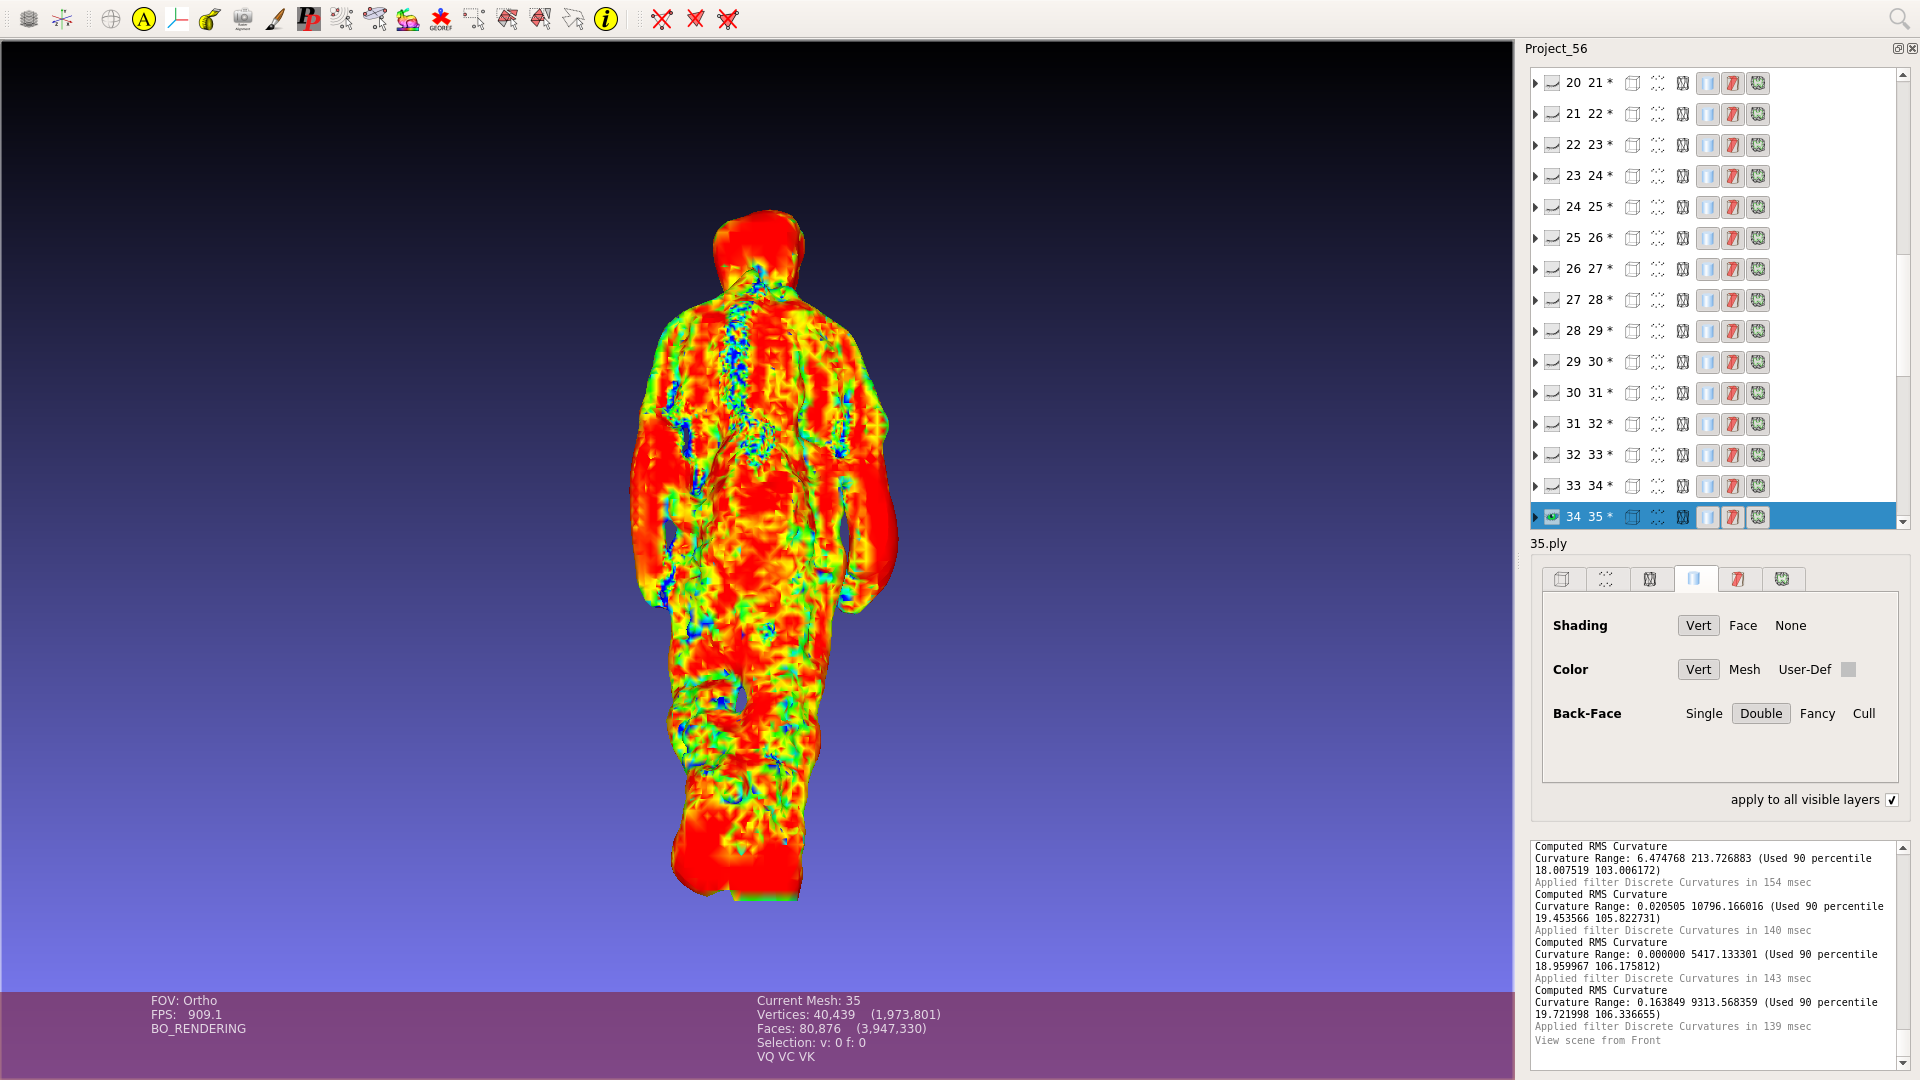 A
GEOREF
i
Project_56
20 21 *
21 22 *
22 23 *
23 24 *
24 25 *
25 26 *
26 27 *
27 28 *
28 29 *
29 30 *
30 31 *
31 32 *
32 33 *
33 34 *
34 35 *
35.ply
Shading Vert Face None
Color Vert Mesh User-Def
Back-Face Single Double Fancy Cull
apply to all visible layers
Computed RMS Curvature
Curvature Range: 6.474768 213.726883 (Used 90 percentile
18.007519 103.006172)
Applied filter Discrete Curvatures in 154 msec
Computed RMS Curvature
Curvature Range: 0.020505 10796.166016 (Used 90 percentile
19.453566 105.822731)
Applied filter Discrete Curvatures in 140 msec
Computed RMS Curvature
Curvature Range: 0.000000 5417.133301 (Used 90 percentile
18.959967 106.175812)
Applied filter Discrete Curvatures in 143 msec
Computed RMS Curvature
Curvature Range: 0.163849 9313.568359 (Used 90 percentile
19.721998 106.336655)
Applied filter Discrete Curvatures in 139 msec
View scene from Front
FOV: Ortho
FPS: 909.1
BO_RENDERING
Current Mesh: 35
Vertices: 40,439 (1,973,801)
Faces: 80,876 (3,947,330)
Selection: v: 0 f: 0
VQ VC VK